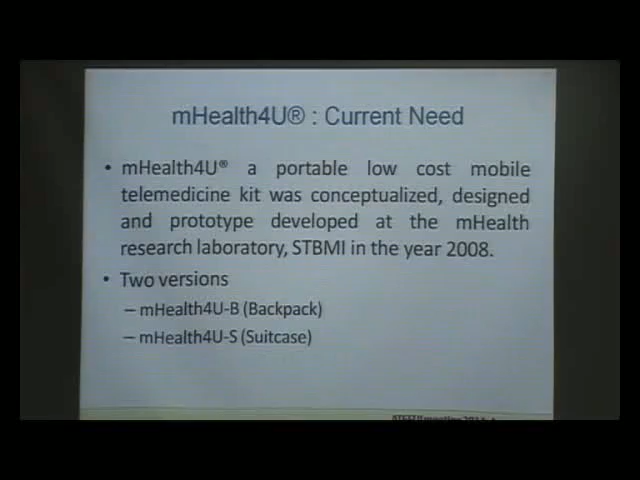 mHealth4U® : Current Need
• mHealth4U® a portable low cost mobile
telemedicine kit was conceptualized, designed
and prototype developed at the mHealth
research laboratory, STBMI in the year 2008.
• Two versions
– mHealth4U-B (Backpack)
– mHealth4U-S (Suitcase)